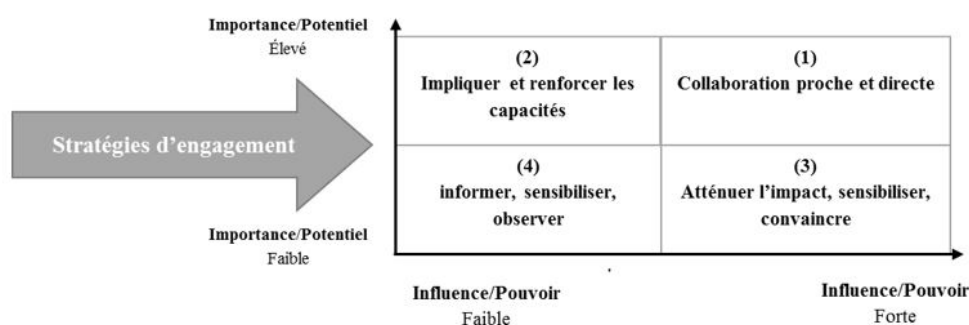 Importance/Potentiel
Élevé
(2)
Impliquer et renforcer les
capacités
(1)
Collaboration proche et directe
Stratégies d’engagement
(4)
informer, sensibiliser,
observer
(3)
Atténuer l’impact, sensibiliser,
convaincre
Importance/Potentiel
Faible
Influence/Pouvoir
Faible
Influence/Pouvoir
Forte